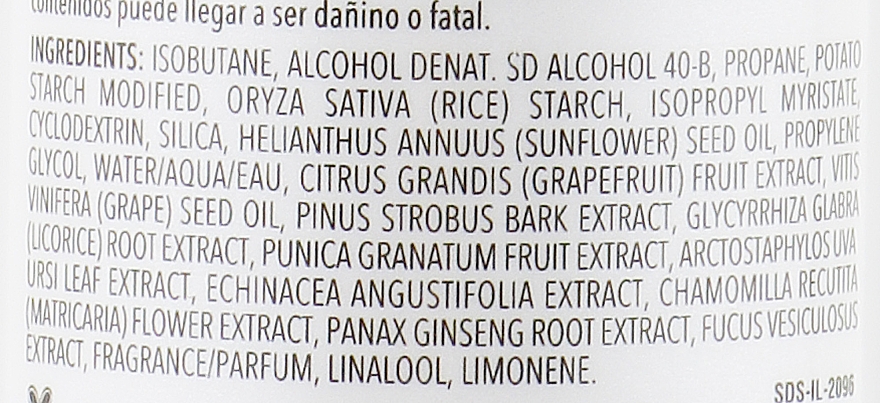 contenidos puede llegar a ser dañino o fatal.
INGREDIENTS: ISOBUTANE, ALCOHOL DENAT. SD ALCOHOL 40-B, PROPANE, POTATO
STARCH MODIFIED, ORYZA SATIVA (RICE) STARCH, ISOPROPYL MYRISTATE,
CYCLODEXTRIN, SILICA, HELIANTHUS ANNUUS (SUNFLOWER) SEED OIL, PROPYLENE
GLYCOL, WATER/AQUA/EAU, CITRUS GRANDIS (GRAPEFRUIT) FRUIT EXTRACT, VITIS
VINIFERA (GRAPE) SEED OIL, PINUS STROBUS BARK EXTRACT, GLYCYRRHIZA GLABRA
(LICORICE) ROOT EXTRACT, PUNICA GRANATUM FRUIT EXTRACT, ARCTOSTAPHYLOS UVA
URSI LEAF EXTRACT, ECHINACEA ANGUSTIFOLIA EXTRACT, CHAMOMILLA RECUTITA
(MATRICARIA) FLOWER EXTRACT, PANAX GINSENG ROOT EXTRACT, FUCUS VESICULOSUS
EXTRACT, FRAGRANCE/PARFUM, LINALOOL, LIMONENE.
SDS-IL-2096